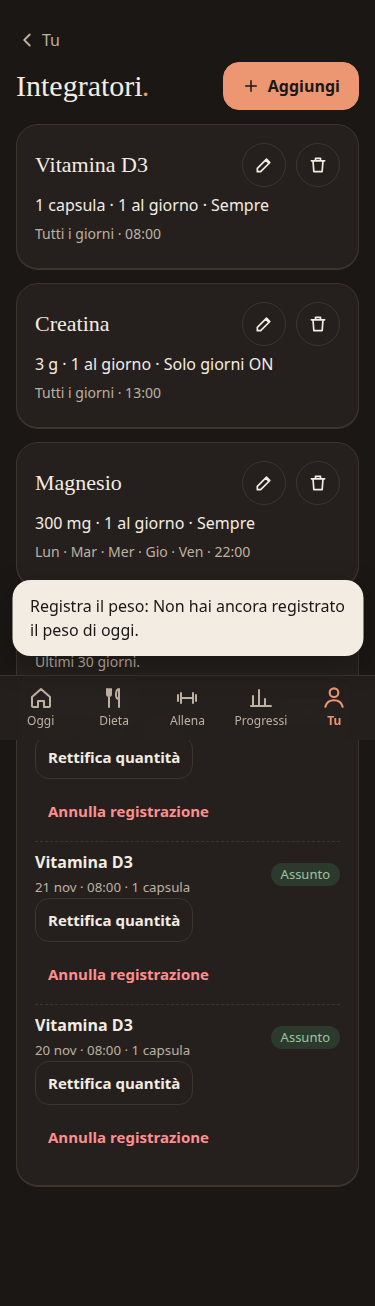 Tu
Integratori.
Aggiungi
Vitamina D3
1 capsula · 1 al giorno · Sempre
Tutti i giorni · 08:00
Creatina
3 g · 1 al giorno · Solo giorni ON
Tutti i giorni · 13:00
Magnesio
300 mg · 1 al giorno · Sempre
Lun · Mar · Mer · Gio · Ven · 22:00
Registra il peso: Non hai ancora registrato
il peso di oggi.
Ultimi 30 giorni.
Oggi
Dieta
Allena
Progressi
Tu
Rettifica quantità
Annulla registrazione
Vitamina D3
21 nov · 08:00 · 1 capsula
Assunto
Rettifica quantità
Annulla registrazione
Vitamina D3
20 nov · 08:00 · 1 capsula
Assunto
Rettifica quantità
Annulla registrazione